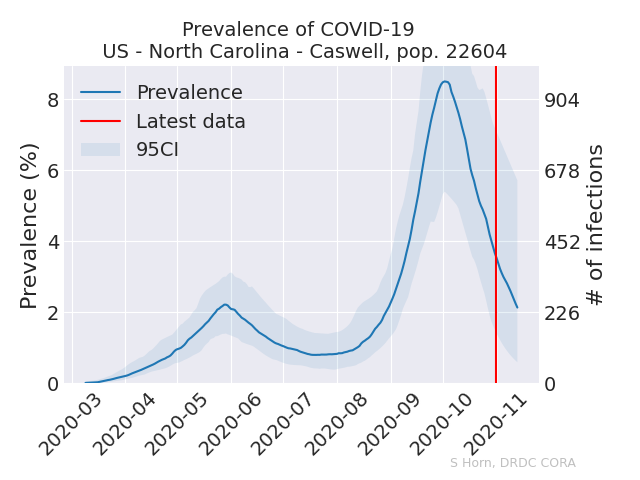 Prevalence of COVID-19
US - North Carolina - Caswell, pop. 22604
Prevalence
Latest data
95CI
Prevalence (%)
8
6
4
2
0
904
678
452
226
0
# of infections
2020-03
2020-04
2020-05
2020-06
2020-07
2020-08
2020-09
2020-10
2020-11
S Horn, DRDC CORA